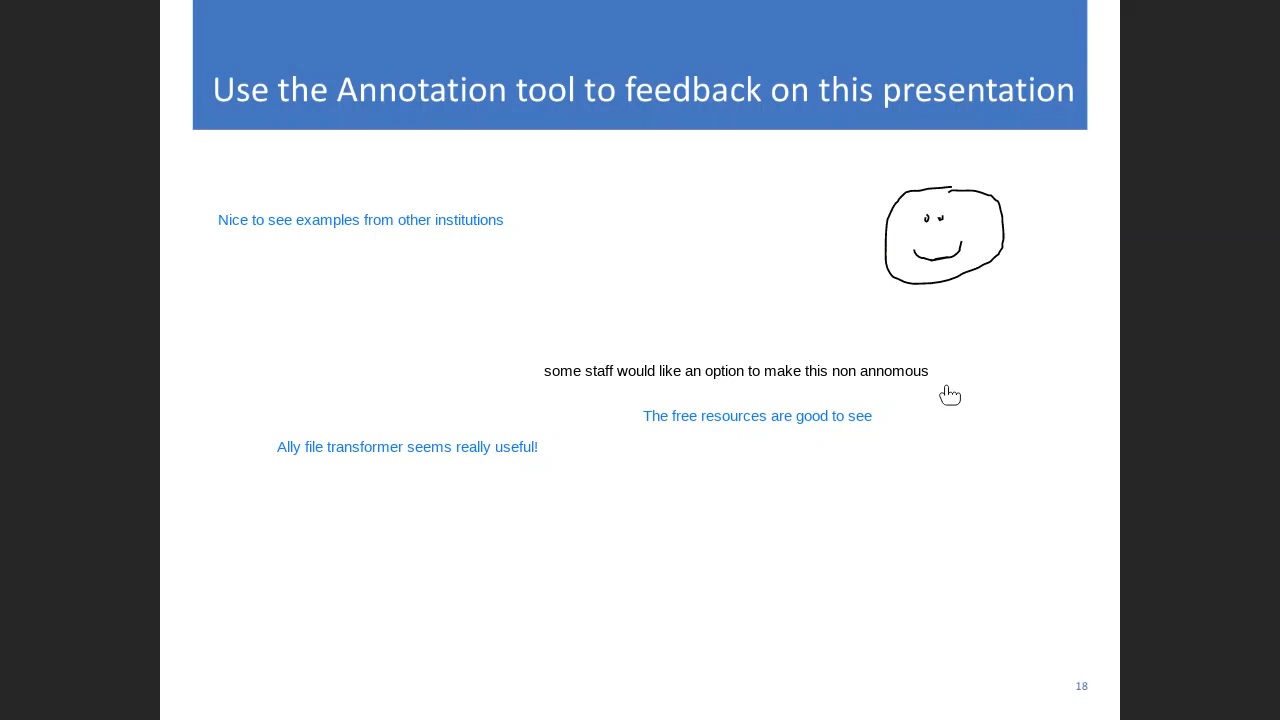 Use the Annotation tool to feedback on this presentation
Nice to see examples from other institutions
some staff would like an option to make this non annomous
The free resources are good to see
Ally file transformer seems really useful!
18